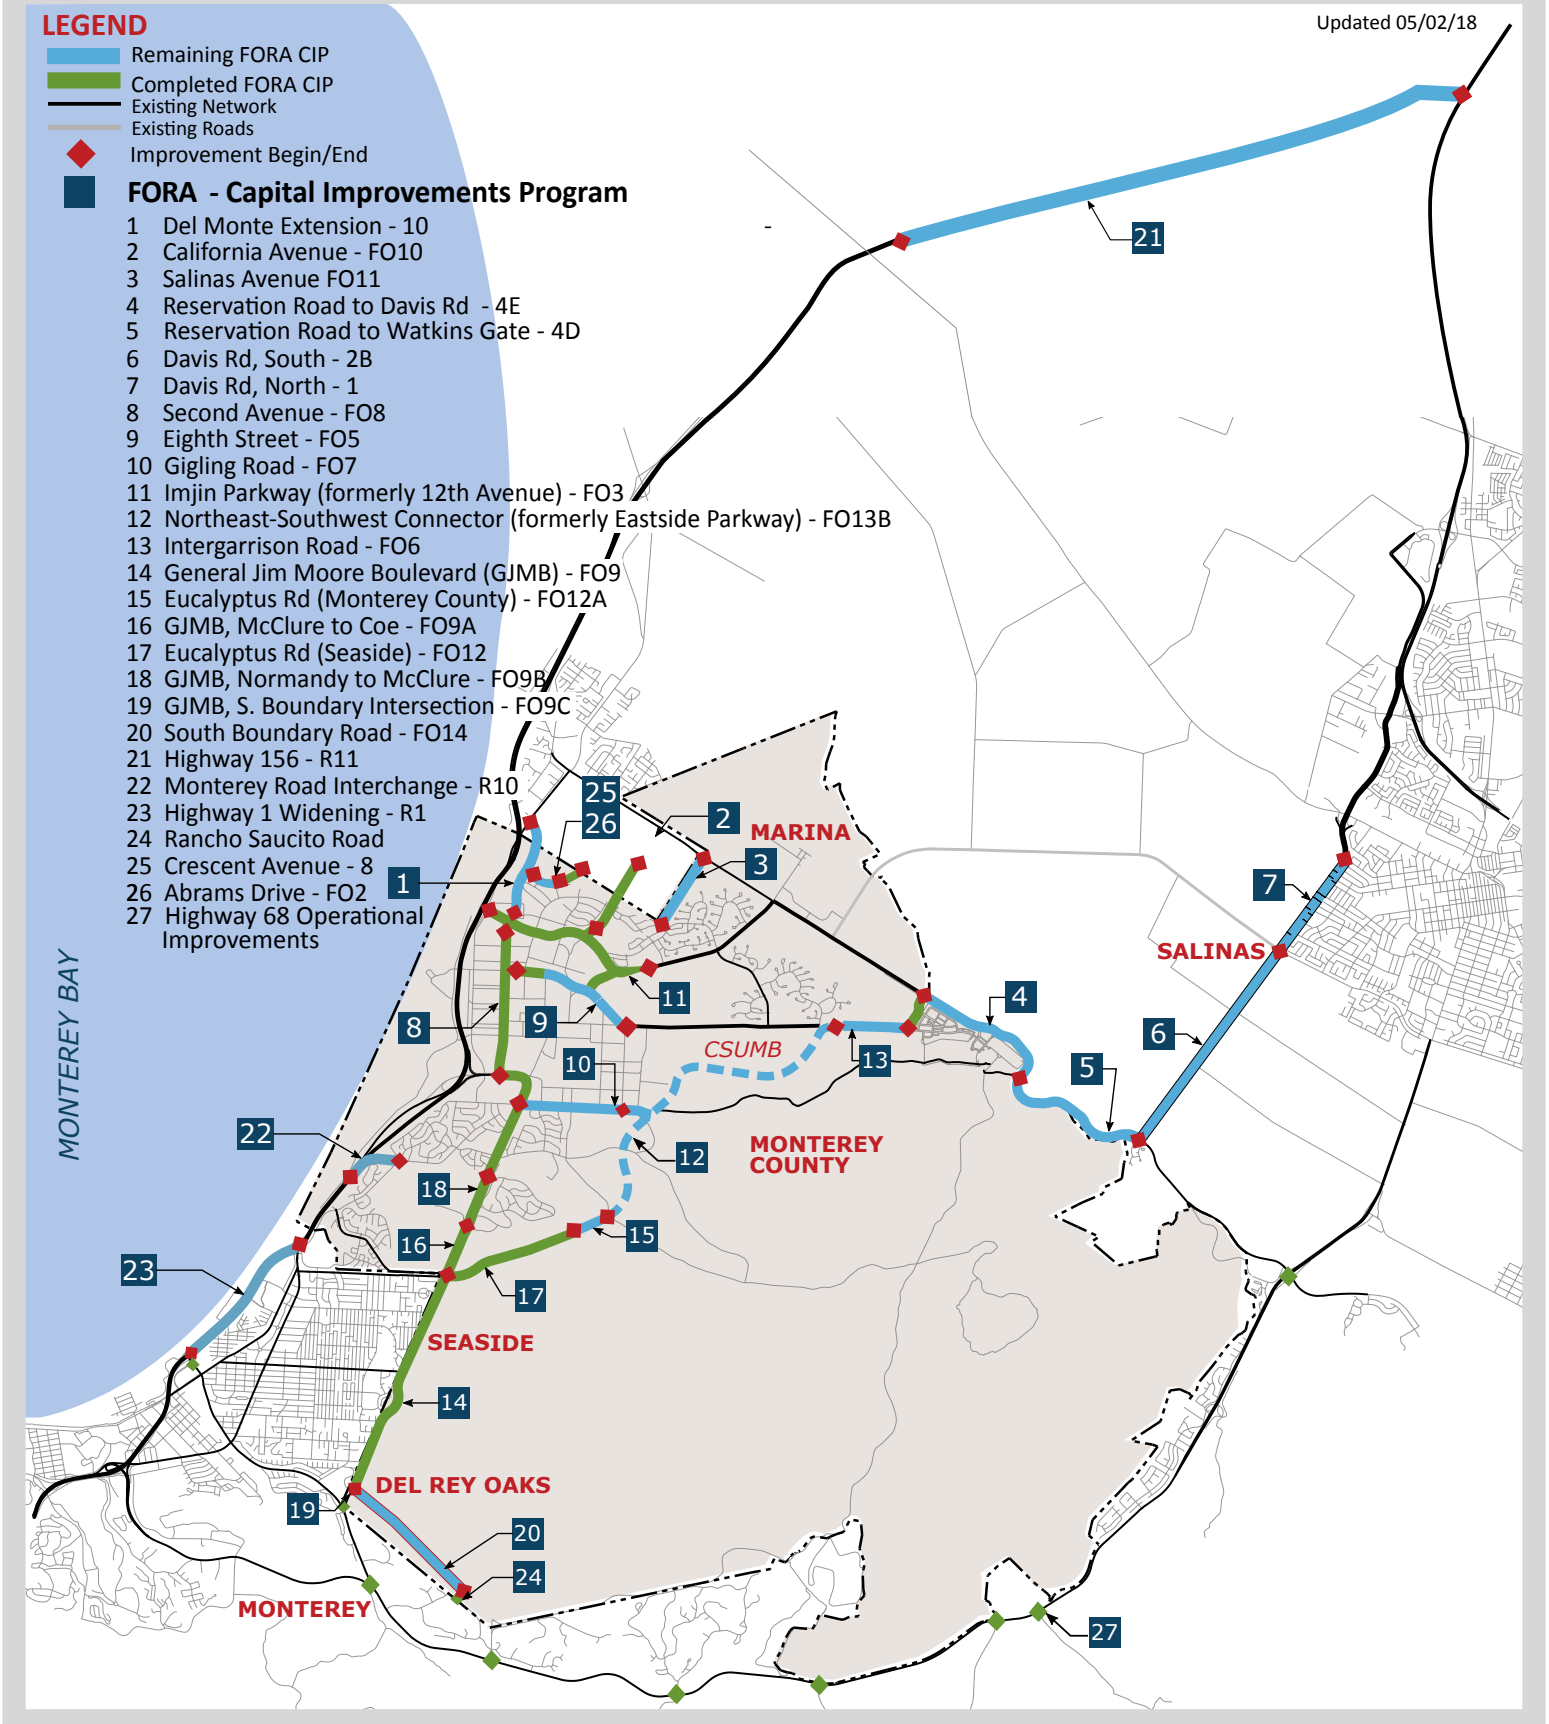 LEGEND
Updated 05/02/18
Remaining FORA CIP
Completed FORA CIP
Existing Network
Existing Roads
Improvement Begin/End
FORA - Capital Improvements Program
1 Del Monte Extension - 10
2 California Avenue - FO10
3 Salinas Avenue FO11
4 Reservation Road to Davis Rd - 4E
5 Reservation Road to Watkins Gate - 4D
6 Davis Rd, South - 2B
7 Davis Rd, North - 1
8 Second Avenue - FO8
9 Eighth Street - FO5
10 Gigling Road - FO7
11 Imjin Parkway (formerly 12th Avenue) - FO3
12 Northeast-Southwest Connector (formerly Eastside Parkway) - FO13B
13 Intergarrison Road - FO6
14 General Jim Moore Boulevard (GJMB) - FO9
15 Eucalyptus Rd (Monterey County) - FO12A
16 GJMB, McClure to Coe - FO9A
17 Eucalyptus Rd (Seaside) - FO12
18 GJMB, Normandy to McClure - FO9B
19 GJMB, S. Boundary Intersection - FO9C
20 South Boundary Road - FO14
21 Highway 156 - R11
22 Monterey Road Interchange - R10
23 Highway 1 Widening - R1
24 Rancho Saucito Road
25 Crescent Avenue - 8
26 Abrams Drive - FO2
27 Highway 68 Operational
Improvements
-
21
25
26
2
MARINA
3
1
7
SALINAS
MONTEREY BAY
11
4
8
9
6
CSUMB
10
13
5
22
12
MONTEREY
COUNTY
18
16
15
23
17
SEASIDE
14
DEL REY OAKS
19
20
24
MONTEREY
27